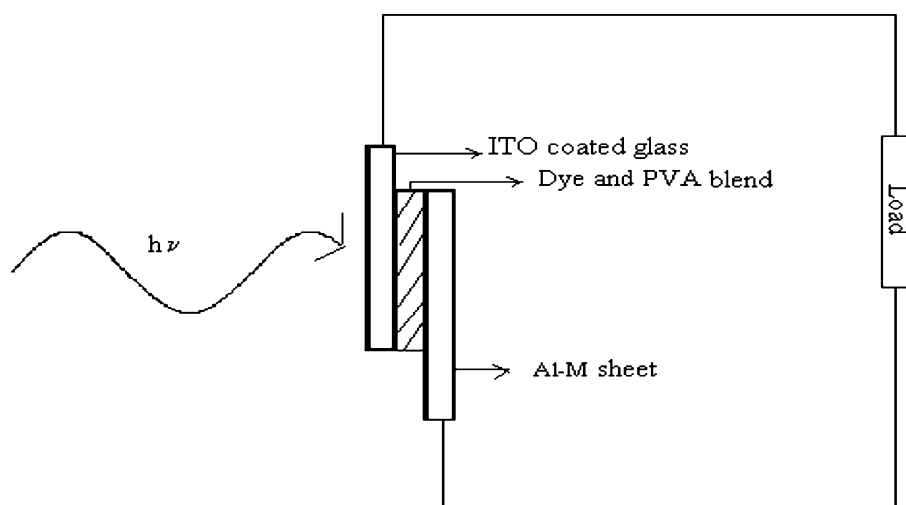 ITO coated glass
Dye and PVA blend
hν
Load
Al-M sheet